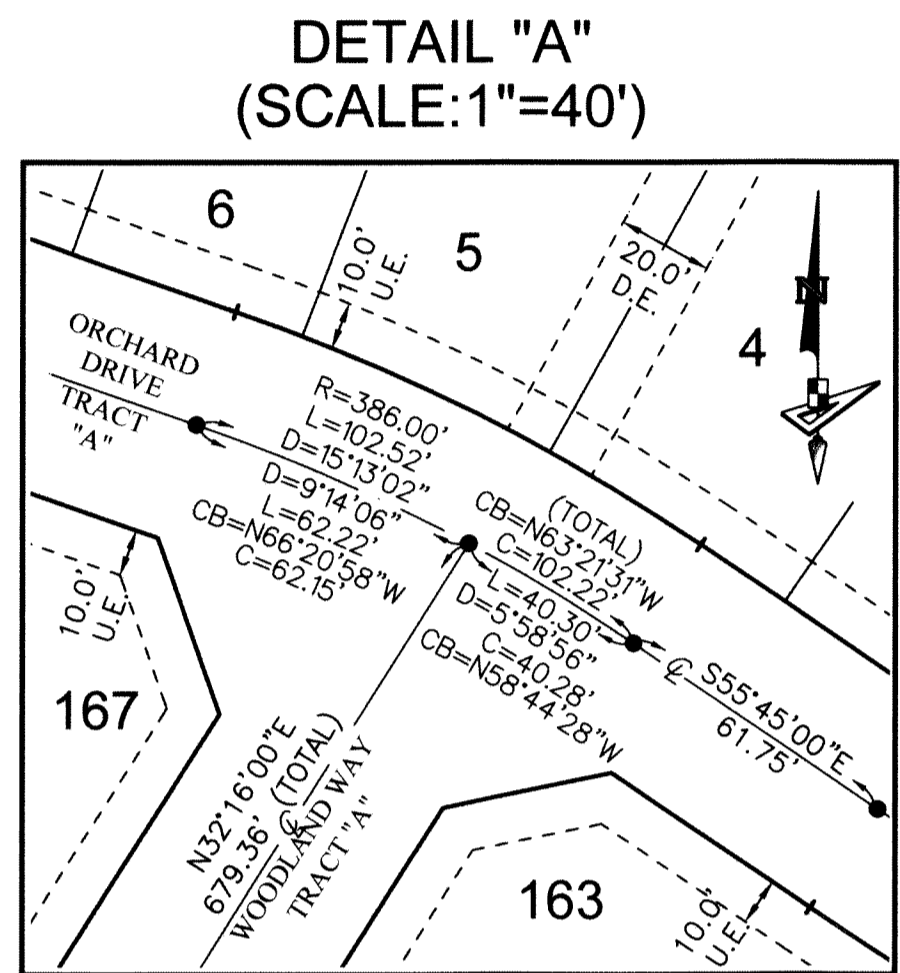 DETAIL "A"
(SCALE:1"=40')
6
5
4
10.0'
U.E.
20.0'
D.E.
N
ORCHARD
DRIVE
TRACT
"A"
R=386.00'
L=102.52'
D=15°13'02"
D=9°14'06"
L=62.22'
CB=N66°20'58"W
C=62.15'
(TOTAL)
CB=N63°21'31"W
C=102.22'
L=40.30'
D=5°58'56"
C=40.28'
CB=N58°44'28"W
℄ S55°45'00"E
61.75'
10.0'
U.E.
167
N32°16'00"E
679.36' ℄ (TOTAL)
WOODLAND WAY
TRACT "A"
163
10.0'
U.E.